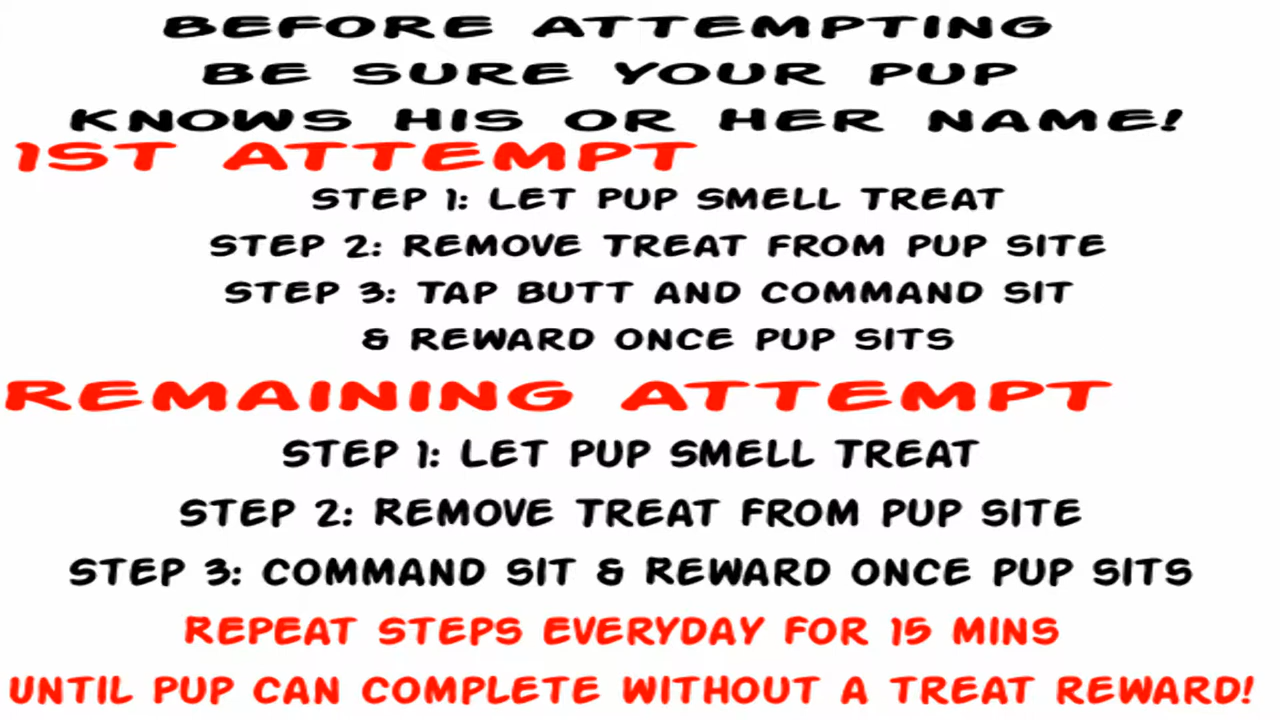 BEFORE ATTEMPTING
BE SURE YOUR PUP
KNOWS HIS OR HER NAME!
1ST ATTEMPT
STEP 1: LET PUP SMELL TREAT
STEP 2: REMOVE TREAT FROM PUP SITE
STEP 3: TAP BUTT AND COMMAND SIT
& REWARD ONCE PUP SITS
REMAINING ATTEMPT
STEP 1: LET PUP SMELL TREAT
STEP 2: REMOVE TREAT FROM PUP SITE
STEP 3: COMMAND SIT & REWARD ONCE PUP SITS
REPEAT STEPS EVERYDAY FOR 15 MINS
UNTIL PUP CAN COMPLETE WITHOUT A TREAT REWARD!